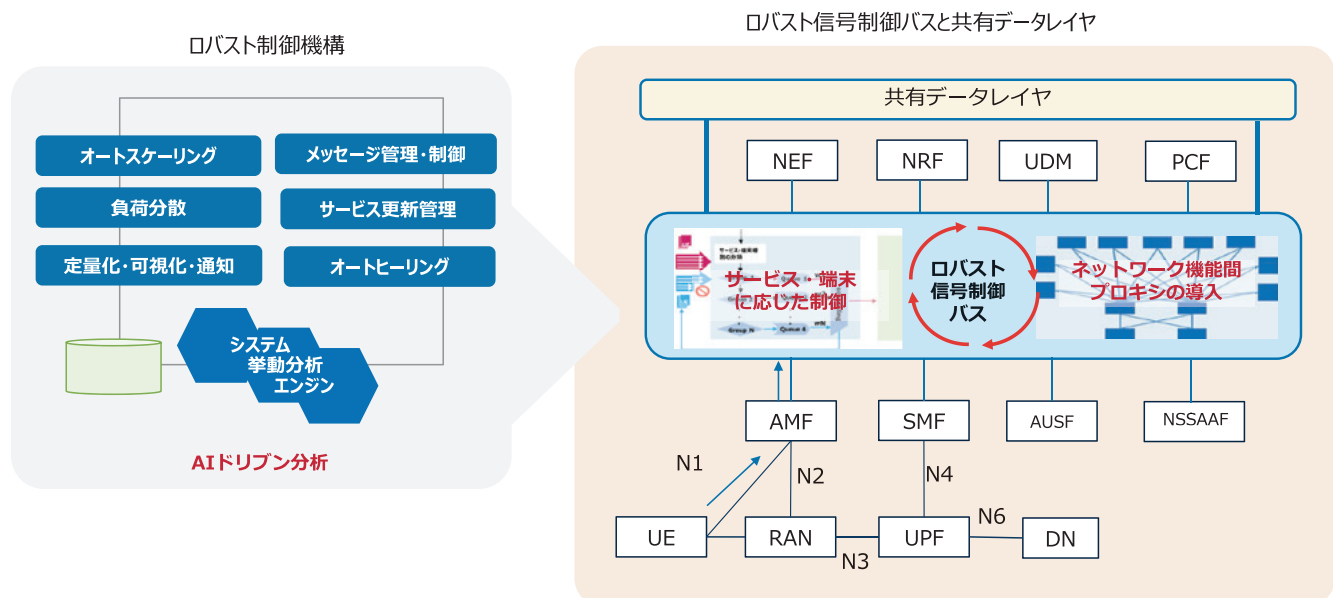 ロバスト制御機構
オートスケーリング
メッセージ管理・制御
負荷分散
サービス更新管理
定量化・可視化・通知
オートヒーリング
システム
挙動分析
エンジン
AIドリブン分析
ロバスト信号制御バスと共有データレイヤ
共有データレイヤ
NEF
NRF
UDM
PCF
サービス・端末
に応じた制御
ロバスト
信号制御
バス
ネットワーク機能間
プロキシの導入
AMF
SMF
AUSF
NSSAAF
N1
N2
N4
UE
RAN
N3
UPF
N6
DN